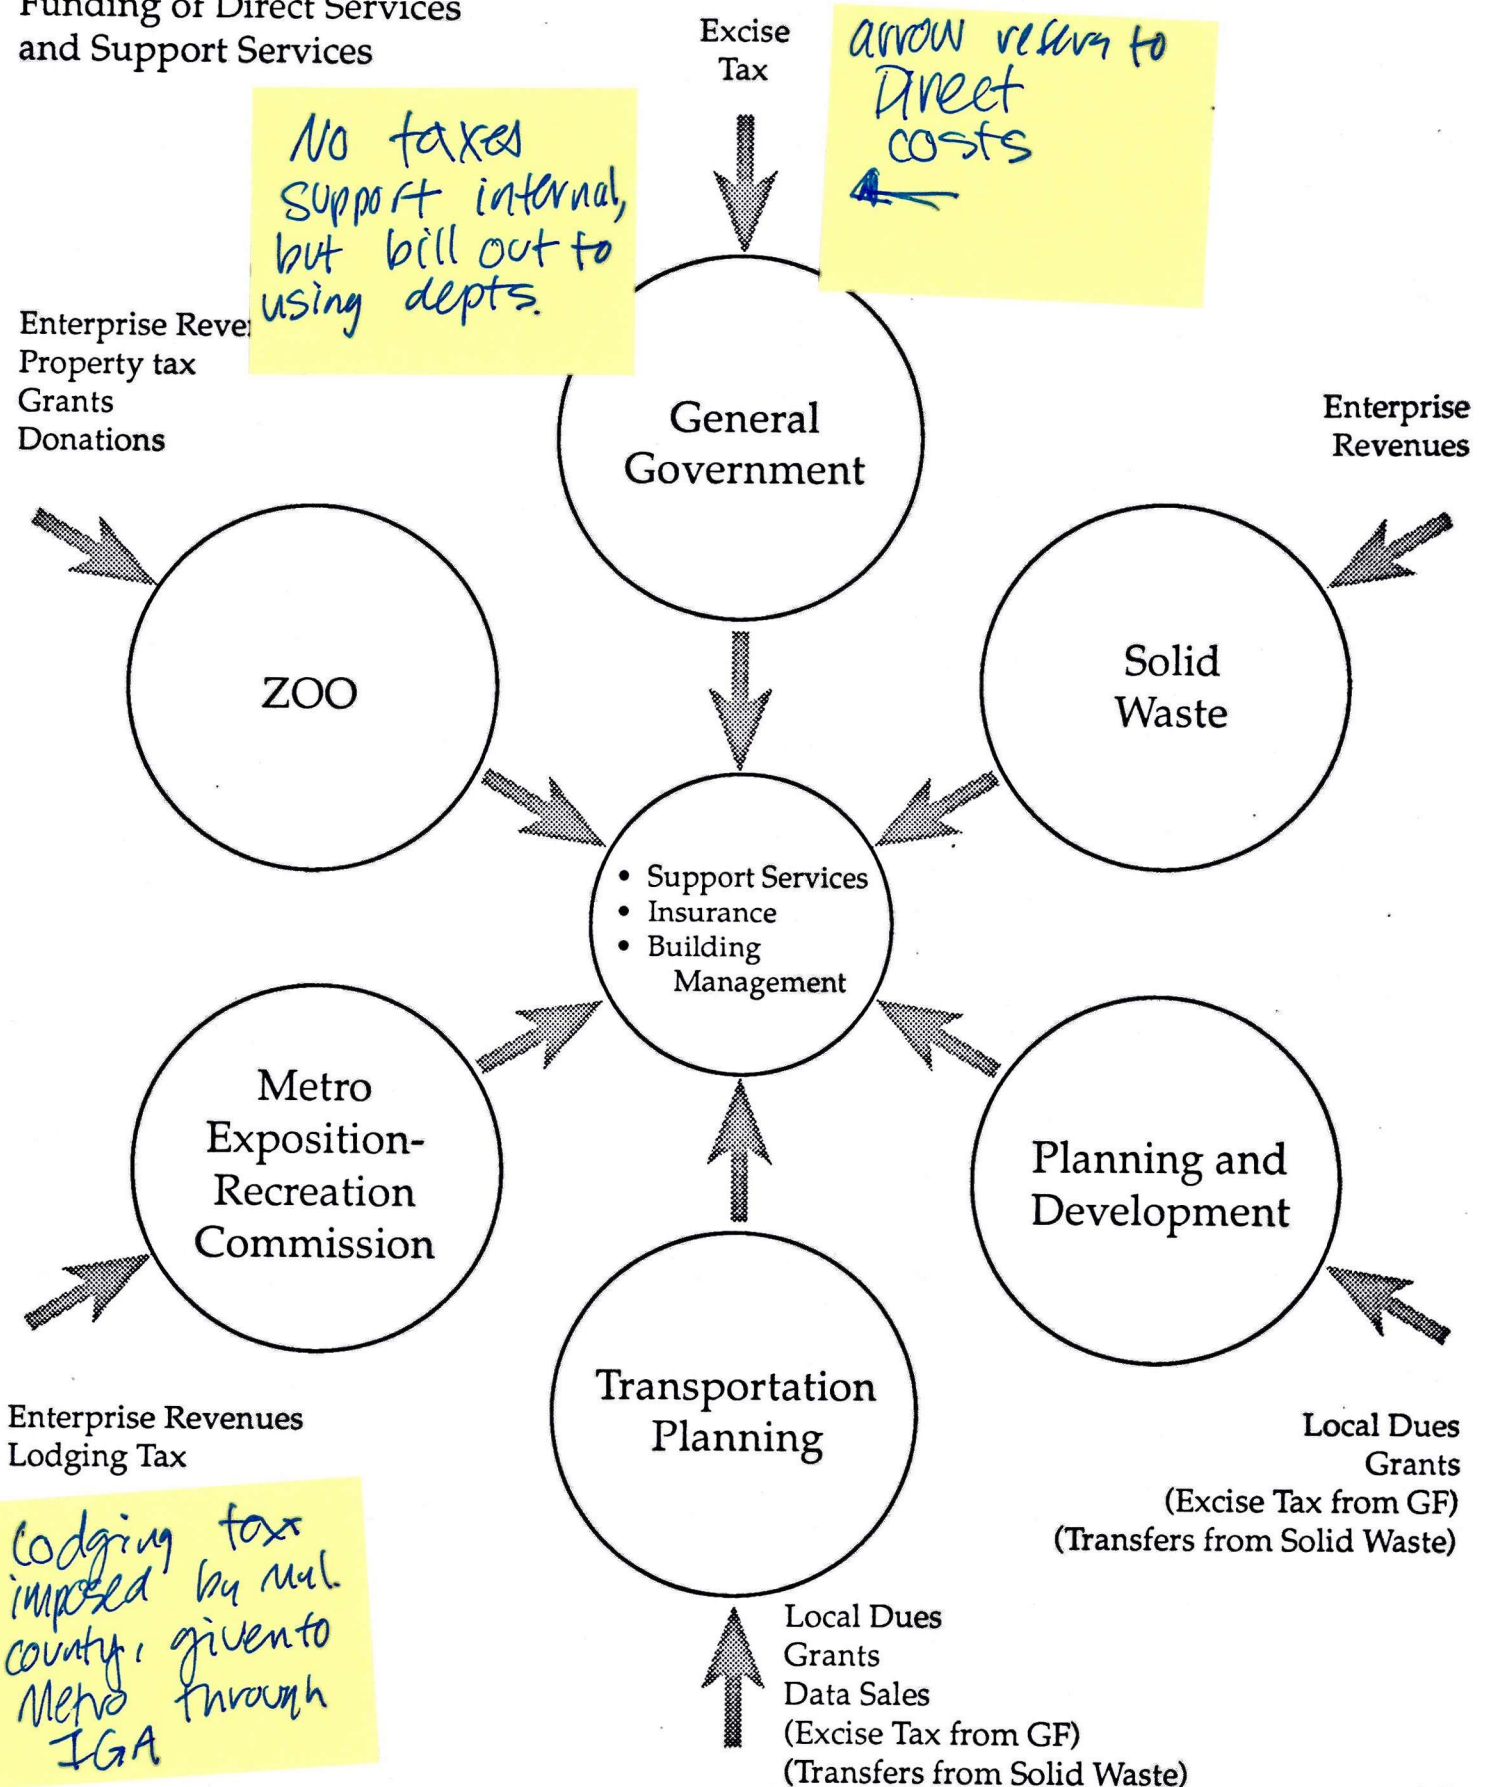 Funding of Direct Services
and Support Services
Excise
Tax
arrow refers to
Direct
costs
No taxes
support internal,
but bill out to
using depts.
Enterprise Reve
Property tax
Grants
Donations
General
Government
Enterprise
Revenues
ZOO
Solid
Waste
• Support Services
• Insurance
• Building
Management
Metro
Exposition-
Recreation
Commission
Planning and
Development
Transportation
Planning
Enterprise Revenues
Lodging Tax
Local Dues
Grants
(Excise Tax from GF)
(Transfers from Solid Waste)
Lodging tax
imposed by Mul.
county, given to
Metro through
IGA
Local Dues
Grants
Data Sales
(Excise Tax from GF)
(Transfers from Solid Waste)